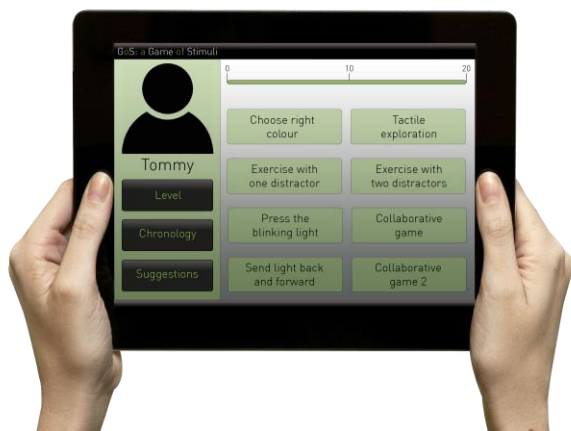 GoS: a Game of Stimuli
0 10 20
Tommy
Level
Chronology
Suggestions
Choose right
colour
Tactile
exploration
Exercise with
one distractor
Exercise with
two distractors
Press the
blinking light
Collaborative
game
Send light back
and forward
Collaborative
game 2